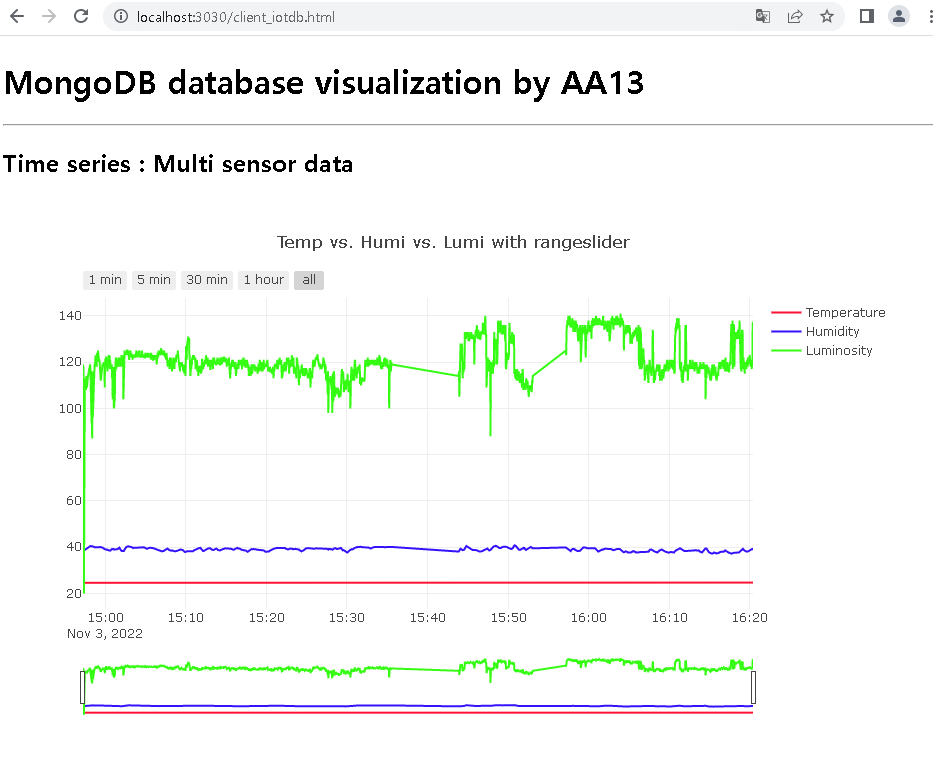 localhost:3030/client_iotdb.html
MongoDB database visualization by AA13
Time series : Multi sensor data
Temp vs. Humi vs. Lumi with rangeslider
1 min 5 min 30 min 1 hour all
140
120
100
80
60
40
20
Temperature
Humidity
Luminosity
15:00 15:10 15:20 15:30 15:40 15:50 16:00 16:10 16:20
Nov 3, 2022